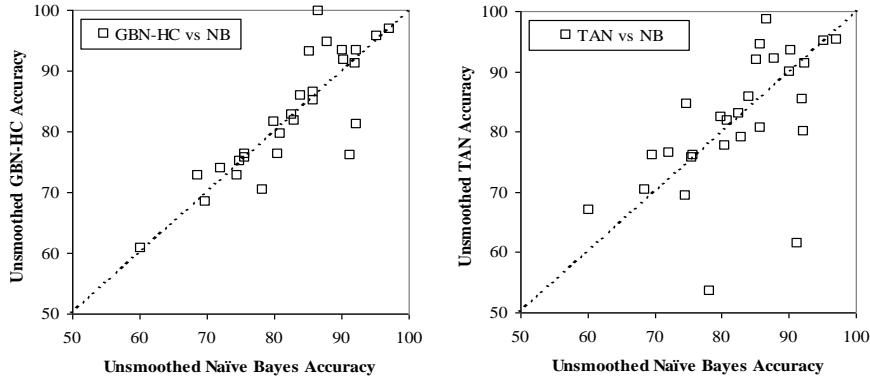 GBN-HC vs NB
Unsmoothed GBN-HC Accuracy
100
90
80
70
60
50
50 60 70 80 90 100
Unsmoothed Naïve Bayes Accuracy
TAN vs NB
Unsmoothed TAN Accuracy
100
90
80
70
60
50
50 60 70 80 90 100
Unsmoothed Naïve Bayes Accuracy